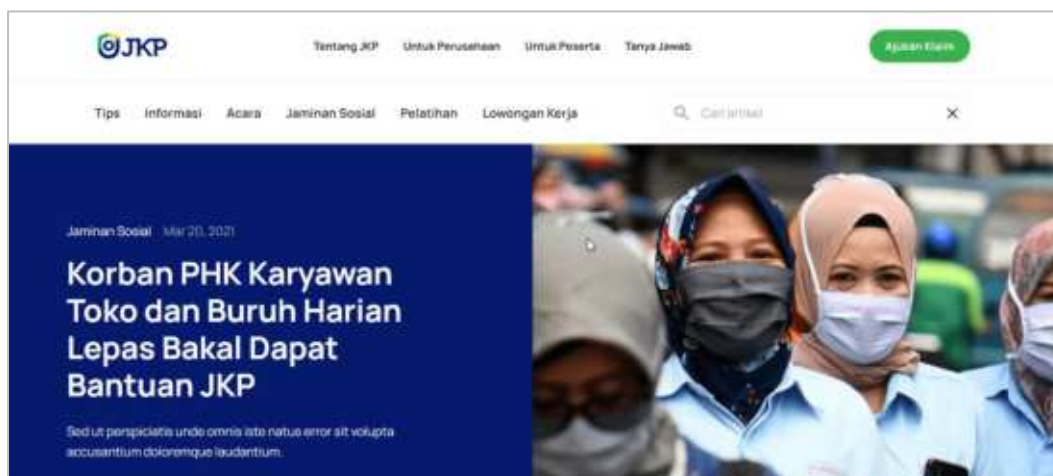 JKP
Tentang JKP Untuk Perusahaan Untuk Peserta Tanya Jawab Ajukan Klaim
Tips Informasi Acara Jaminan Sosial Pelatihan Lowongan Kerja Cari artikel
Jaminan Sosial Mar 20, 2021
Korban PHK Karyawan
Toko dan Buruh Harian
Lepas Bakal Dapat
Bantuan JKP
Sed ut perspiciatis unde omnis iste natus error sit volupta
accusantium doloremque laudantium.